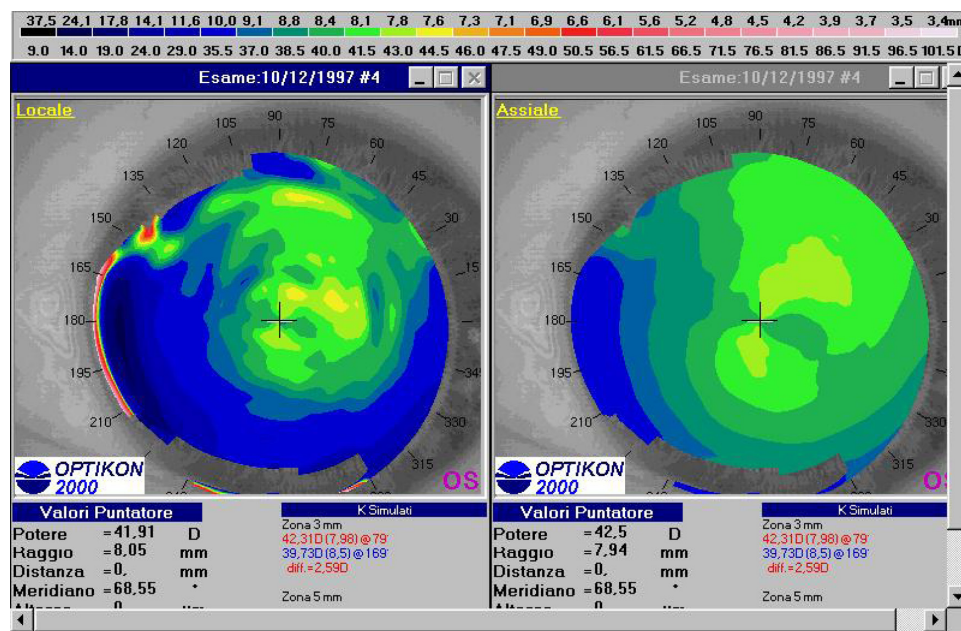 37,5 24,1 17,8 14,1 11,6 10,0 9,1 8,8 8,4 8,1 7,8 7,6 7,3 7,1 6,9 6,6 6,1 5,6 5,2 4,8 4,5 4,2 3,9 3,7 3,5 3,4mm
9.0 14.0 19.0 24.0 29.0 35.5 37.0 38.5 40.0 41.5 43.0 44.5 46.0 47.5 49.0 50.5 56.5 61.5 66.5 71.5 76.5 81.5 86.5 91.5 96.5 101.5 D
Esame:10/12/1997 #4
Locale
90
105
75
120
60
135
45
150
30
165
15
180
195
345
210
330
315
240
300
OPTIKON
2000
OS
Valori Puntatore
Potere =41,91 D
Raggio =8,05 mm
Distanza =0, mm
Meridiano =68,55 °
K Simulati
Zona 3 mm
42,31D(7,98)@79°
39,73D(8,5)@169°
diff.=2,59D
Zona 5 mm
Esame:10/12/1997 #4
Assiale
90
105
75
120
60
135
45
150
30
165
15
180
195
210
330
315
240
300
OPTIKON
2000
OS
Valori Puntatore
Potere =42,5 D
Raggio =7,94 mm
Distanza =0, mm
Meridiano =68,55 °
K Simulati
Zona 3 mm
42,31D(7,98)@79°
39,73D(8,5)@169°
diff.=2,59D
Zona 5 mm